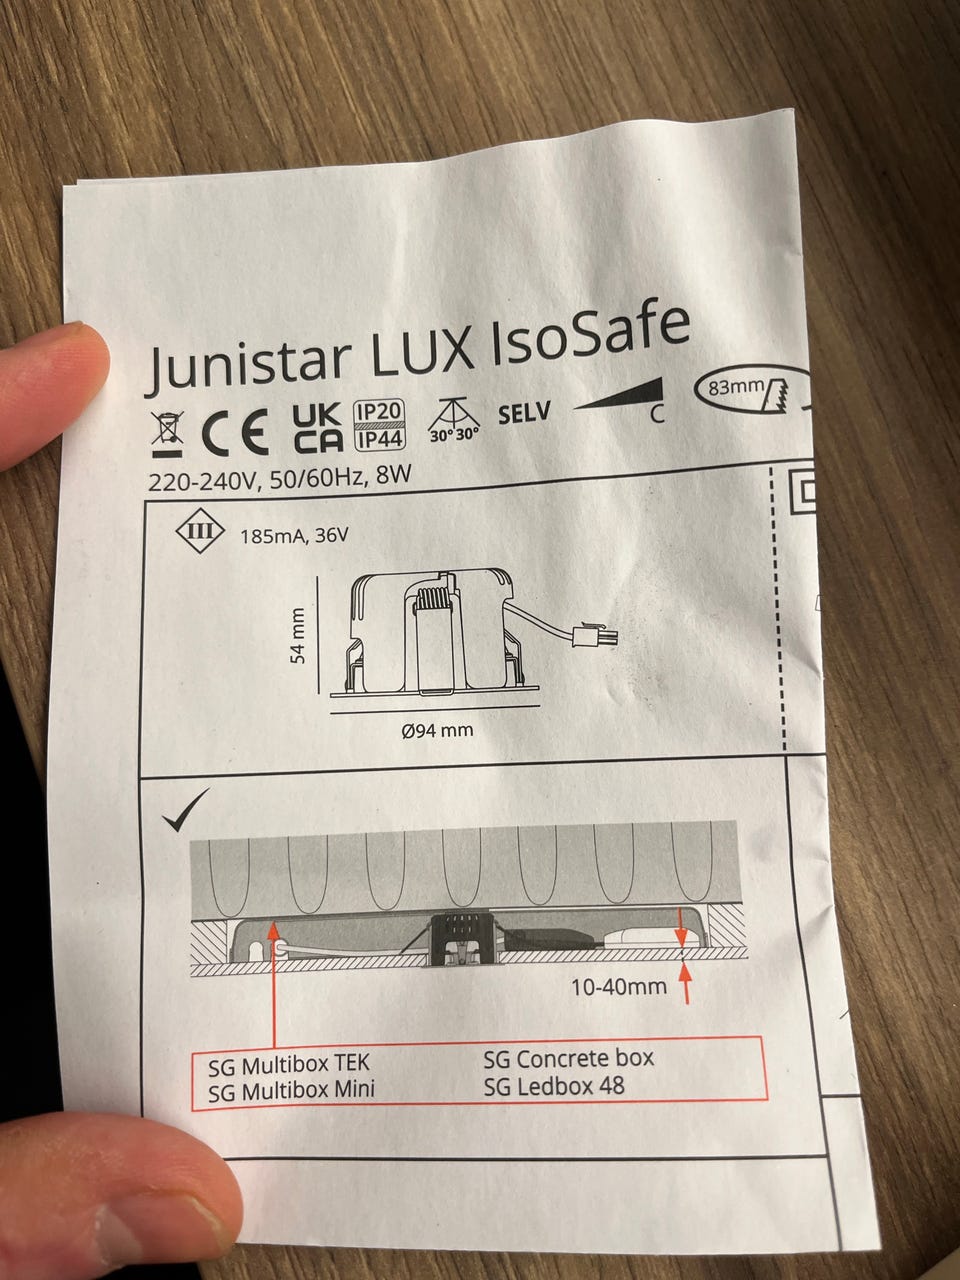 Junistar LUX IsoSafe
CE UK CA IP20 IP44 30° 30° SELV C 83mm
220-240V, 50/60Hz, 8W
III 185mA, 36V
54 mm
Ø94 mm
10-40mm
SG Multibox TEK SG Concrete box
SG Multibox Mini SG Ledbox 48